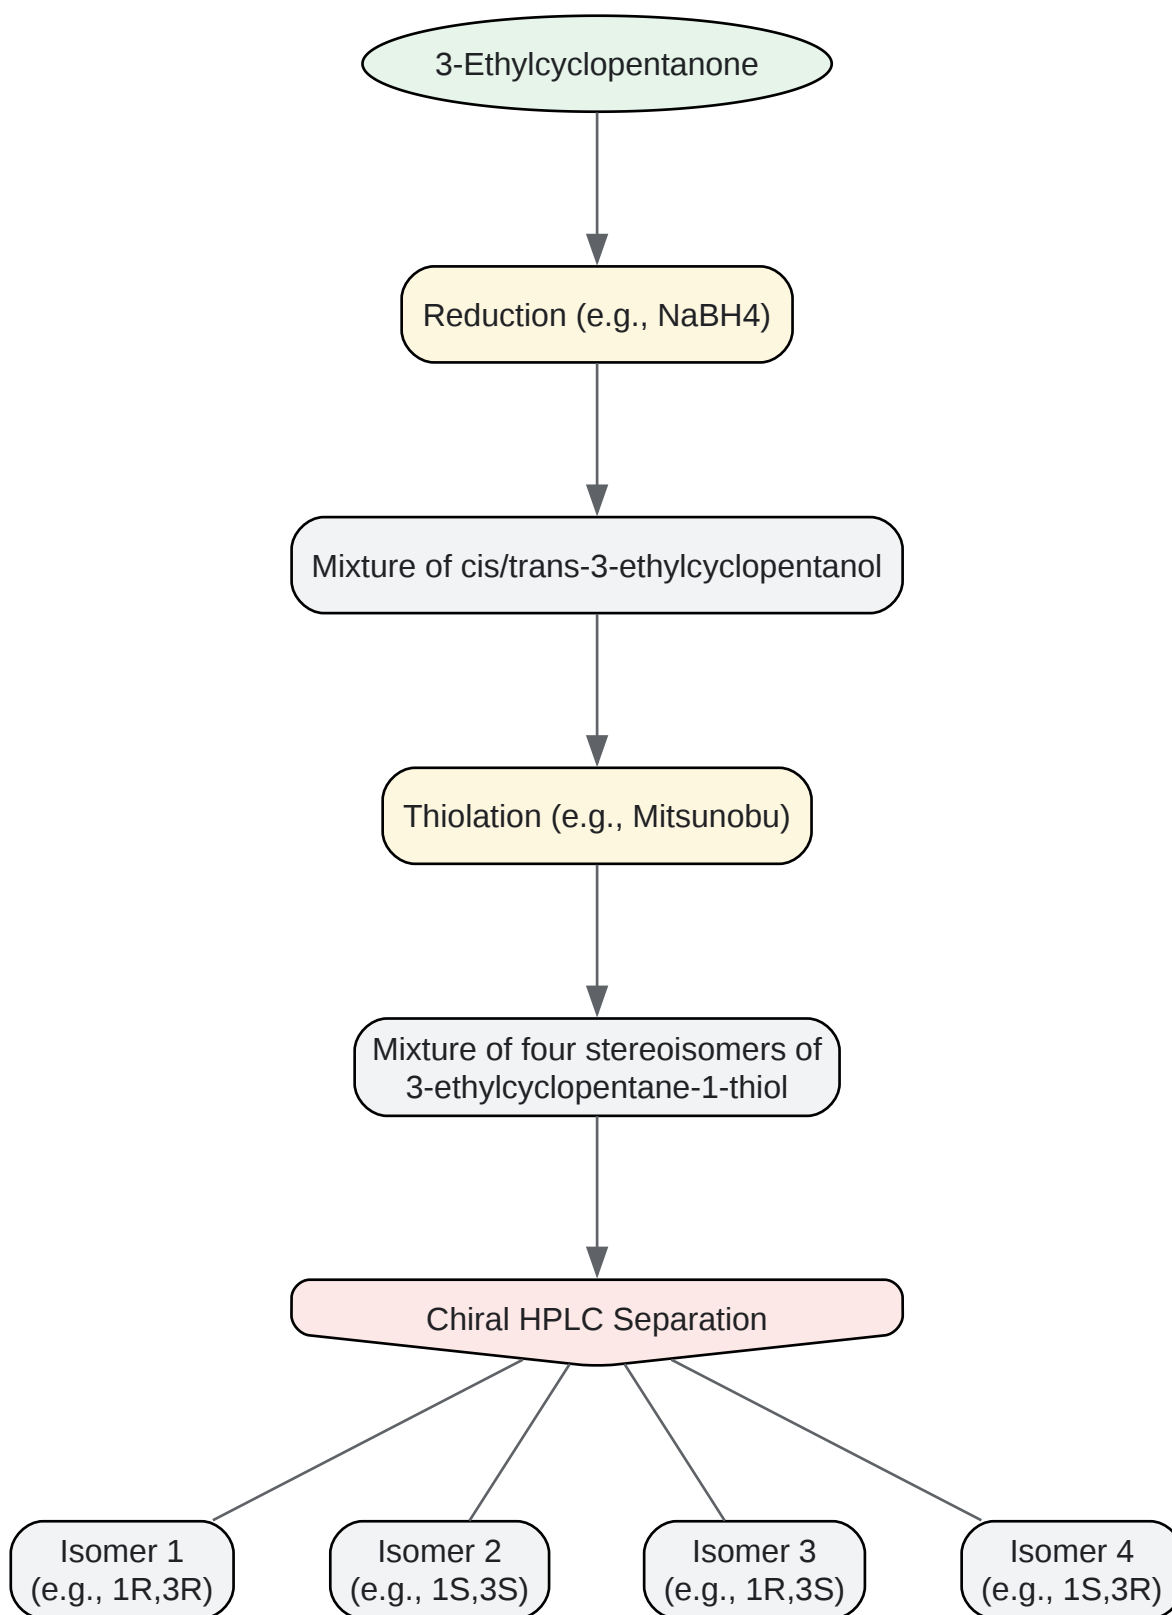 3-Ethylcyclopentanone
Reduction (e.g., NaBH4)
Mixture of cis/trans-3-ethylcyclopentanol
Thiolation (e.g., Mitsunobu)
Mixture of four stereoisomers of
3-ethylcyclopentane-1-thiol
Chiral HPLC Separation
Isomer 1
(e.g., 1R,3R)
Isomer 2
(e.g., 1S,3S)
Isomer 3
(e.g., 1R,3S)
Isomer 4
(e.g., 1S,3R)